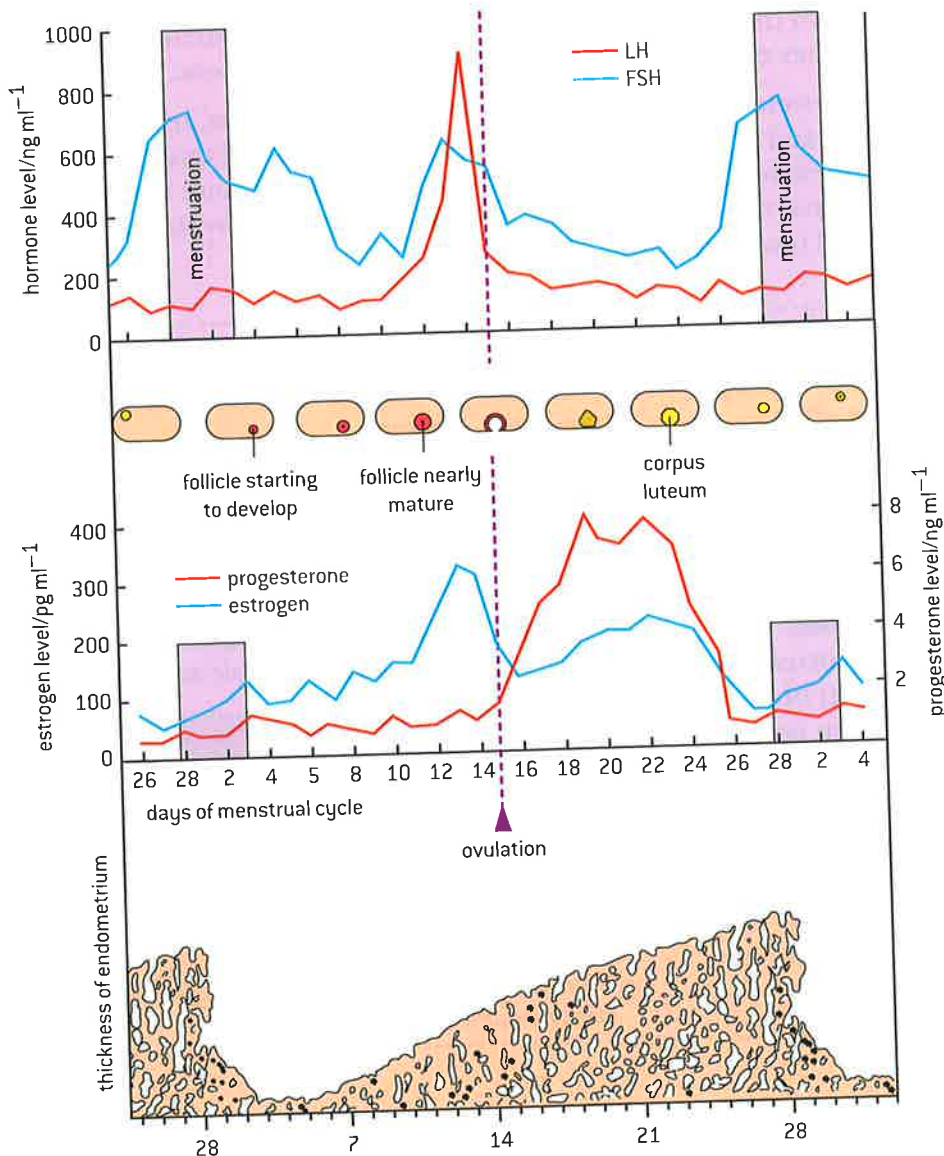 1000
800
600
400
200
0
hormone level/ng ml⁻¹
LH
FSH
menstruation
menstruation
follicle starting
to develop
follicle nearly
mature
corpus
luteum
400
300
200
100
0
estrogen level/pg ml⁻¹
progesterone
estrogen
8
6
4
2
progesterone level/ng ml⁻¹
26 28 2 4 5 8 10 12 14 16 18 20 22 24 26 28 2 4
days of menstrual cycle
ovulation
thickness of endometrium
28 7 14 21 28